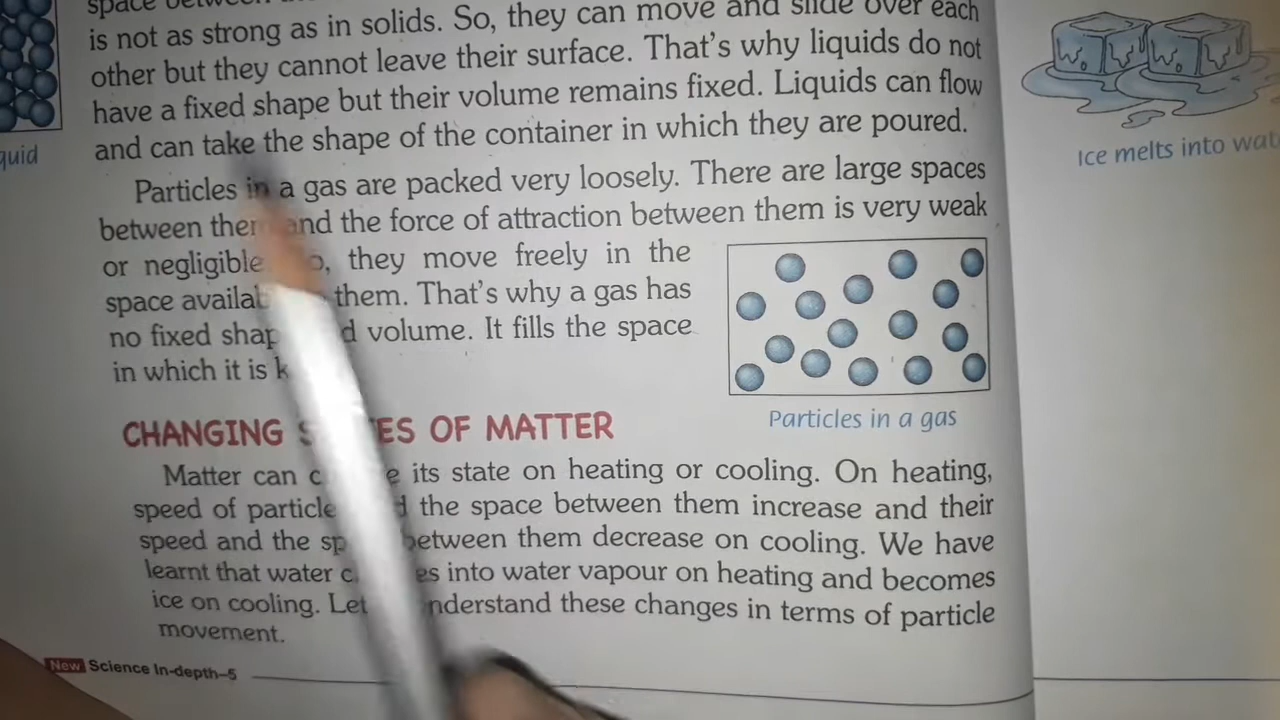 is not as strong as in solids. So, they can move and slide over each
other but they cannot leave their surface. That's why liquids do not
have a fixed shape but their volume remains fixed. Liquids can flow
and can take the shape of the container in which they are poured.
quid
Ice melts into wat
Particles in a gas are packed very loosely. There are large spaces
between them and the force of attraction between them is very weak
or negligible. So, they move freely in the
space availab them. That's why a gas has
no fixed shap d volume. It fills the space
in which it is k
Particles in a gas
CHANGING S ES OF MATTER
Matter can c e its state on heating or cooling. On heating,
speed of particle d the space between them increase and their
speed and the sp between them decrease on cooling. We have
learnt that water c es into water vapour on heating and becomes
ice on cooling. Let understand these changes in terms of particle
movement.
New Science In-depth–5